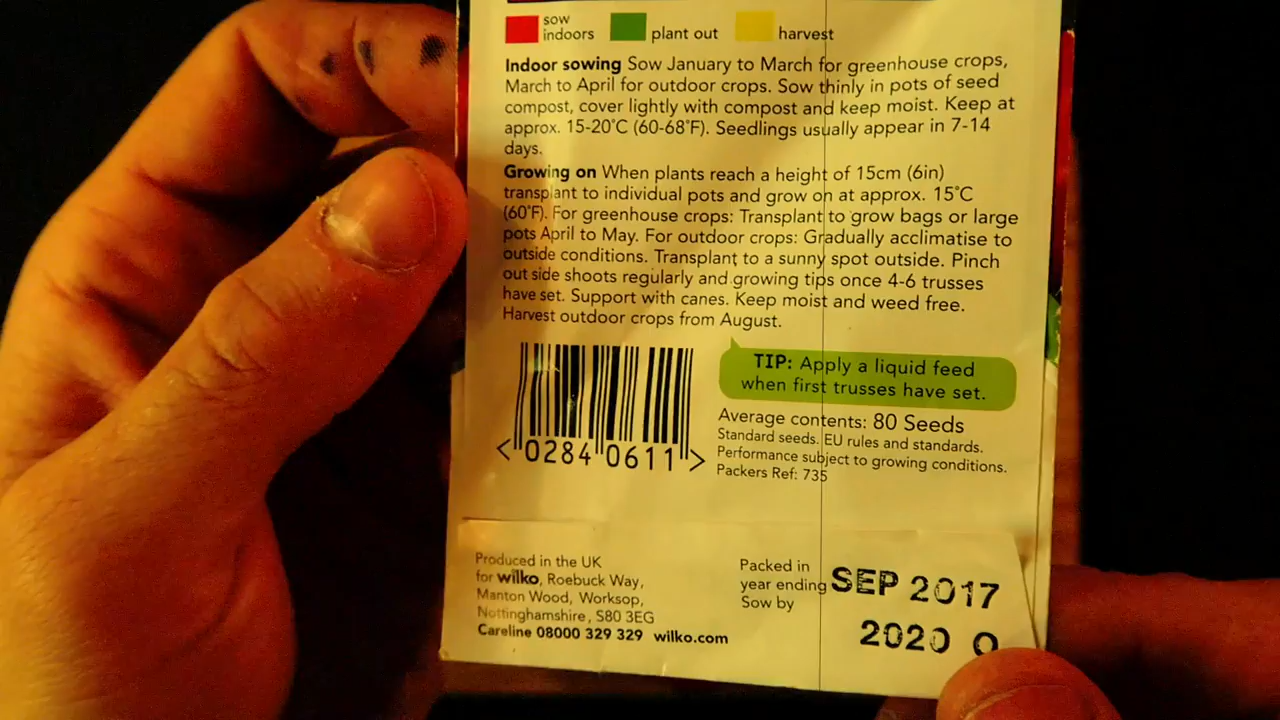 sow indoors
plant out
harvest
Indoor sowing Sow January to March for greenhouse crops,
March to April for outdoor crops. Sow thinly in pots of seed
compost, cover lightly with compost and keep moist. Keep at
approx. 15-20°C (60-68°F). Seedlings usually appear in 7-14
days.
Growing on When plants reach a height of 15cm (6in)
transplant to individual pots and grow on at approx. 15°C
(60°F). For greenhouse crops: Transplant to grow bags or large
pots April to May. For outdoor crops: Gradually acclimatise to
outside conditions. Transplant to a sunny spot outside. Pinch
out side shoots regularly and growing tips once 4-6 trusses
have set. Support with canes. Keep moist and weed free.
Harvest outdoor crops from August.
TIP: Apply a liquid feed
when first trusses have set.
Average contents: 80 Seeds
Standard seeds. EU rules and standards.
Performance subject to growing conditions.
Packers Ref: 735
<0284 0611>
Produced in the UK
for wilko, Roebuck Way,
Manton Wood, Worksop,
Nottinghamshire, S80 3EG
Careline 08000 329 329 wilko.com
Packed in
year ending SEP 2017
Sow by 2020